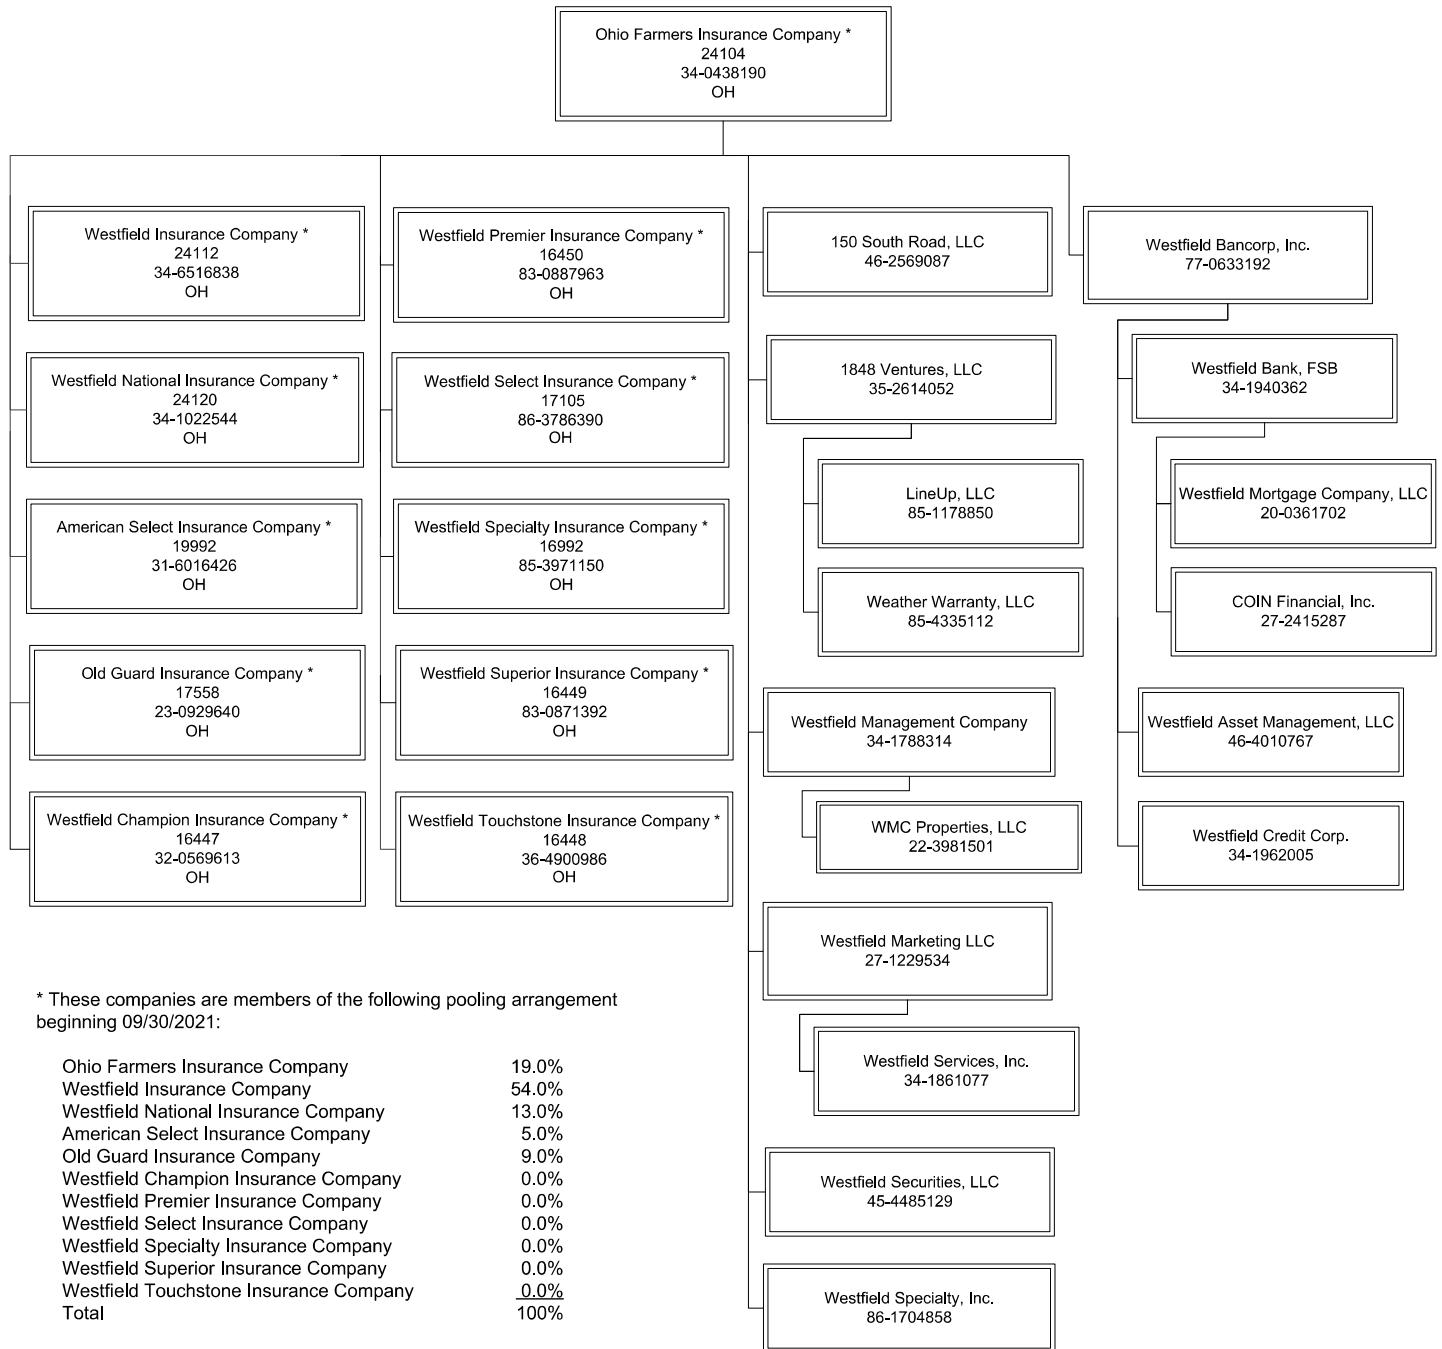 Ohio Farmers Insurance Company *
24104
34-0438190
OH
Westfield Insurance Company *
24112
34-6516838
OH
Westfield National Insurance Company *
24120
34-1022544
OH
American Select Insurance Company *
19992
31-6016426
OH
Old Guard Insurance Company *
17558
23-0929640
OH
Westfield Champion Insurance Company *
16447
32-0569613
OH
Westfield Premier Insurance Company *
16450
83-0887963
OH
Westfield Select Insurance Company *
17105
86-3786390
OH
Westfield Specialty Insurance Company *
16992
85-3971150
OH
Westfield Superior Insurance Company *
16449
83-0871392
OH
Westfield Touchstone Insurance Company *
16448
36-4900986
OH
150 South Road, LLC
46-2569087
1848 Ventures, LLC
35-2614052
LineUp, LLC
85-1178850
Weather Warranty, LLC
85-4335112
Westfield Management Company
34-1788314
WMC Properties, LLC
22-3981501
Westfield Marketing LLC
27-1229534
Westfield Services, Inc.
34-1861077
Westfield Securities, LLC
45-4485129
Westfield Specialty, Inc.
86-1704858
Westfield Bancorp, Inc.
77-0633192
Westfield Bank, FSB
34-1940362
Westfield Mortgage Company, LLC
20-0361702
COIN Financial, Inc.
27-2415287
Westfield Asset Management, LLC
46-4010767
Westfield Credit Corp.
34-1962005
* These companies are members of the following pooling arrangement
beginning 09/30/2021:
Ohio Farmers Insurance Company 19.0%
Westfield Insurance Company 54.0%
Westfield National Insurance Company 13.0%
American Select Insurance Company 5.0%
Old Guard Insurance Company 9.0%
Westfield Champion Insurance Company 0.0%
Westfield Premier Insurance Company 0.0%
Westfield Select Insurance Company 0.0%
Westfield Specialty Insurance Company 0.0%
Westfield Superior Insurance Company 0.0%
Westfield Touchstone Insurance Company 0.0%
Total 100%